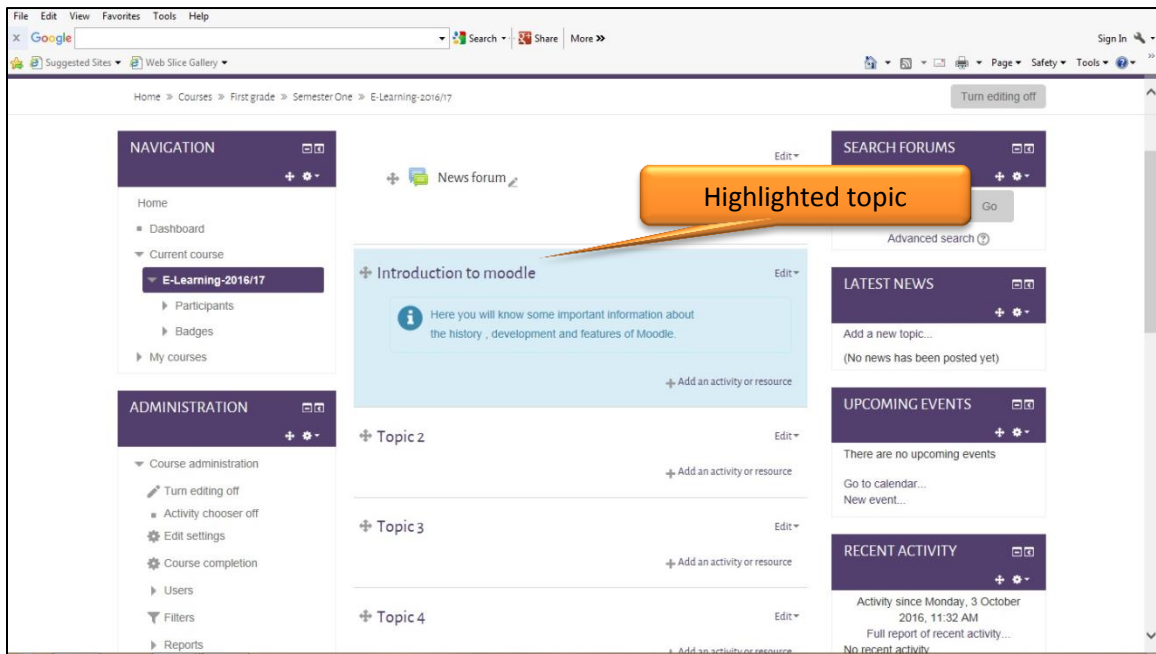 File Edit View Favorites Tools Help
x Google Search Share More » Sign In
Suggested Sites Web Slice Gallery Page Safety Tools
Home » Courses » First grade » Semester One » E-Learning-2016/17 Turn editing off
NAVIGATION
Home
Dashboard
Current course
E-Learning-2016/17
Participants
Badges
My courses
ADMINISTRATION
Course administration
Turn editing off
Activity chooser off
Edit settings
Course completion
Users
Filters
Reports
Edit
News forum
Highlighted topic
Introduction to moodle Edit
Here you will know some important information about
the history , development and features of Moodle.
Add an activity or resource
Topic 2 Edit
Add an activity or resource
Topic 3 Edit
Add an activity or resource
Topic 4 Edit
Add an activity or resource
SEARCH FORUMS
Go
Advanced search
LATEST NEWS
Add a new topic...
(No news has been posted yet)
UPCOMING EVENTS
There are no upcoming events
Go to calendar...
New event...
RECENT ACTIVITY
Activity since Monday, 3 October
2016, 11:32 AM
Full report of recent activity...
No recent activity